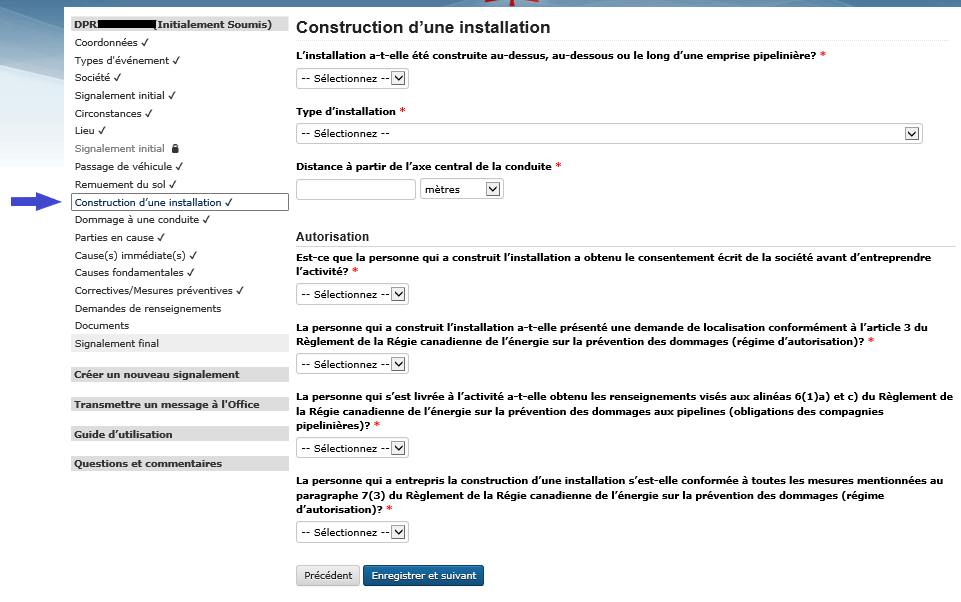 DPR (Initialement Soumis)
Coordonnées ✓
Types d'événement ✓
Société ✓
Signalement initial ✓
Circonstances ✓
Lieu ✓
Signalement initial
Passage de véhicule ✓
Remuement du sol ✓
Construction d’une installation ✓
Dommage à une conduite ✓
Parties en cause ✓
Cause(s) immédiate(s) ✓
Causes fondamentales ✓
Correctives/Mesures préventives ✓
Demandes de renseignements
Documents
Signalement final
Créer un nouveau signalement
Transmettre un message à l'Office
Guide d’utilisation
Questions et commentaires
Construction d’une installation
L’installation a-t-elle été construite au-dessus, au-dessous ou le long d’une emprise pipelinière? *
-- Sélectionnez --
Type d’installation *
-- Sélectionnez --
Distance à partir de l’axe central de la conduite *
mètres
Autorisation
Est-ce que la personne qui a construit l’installation a obtenu le consentement écrit de la société avant d’entreprendre
l’activité? *
-- Sélectionnez --
La personne qui a construit l’installation a-t-elle présenté une demande de localisation conformément à l’article 3 du
Règlement de la Régie canadienne de l’énergie sur la prévention des dommages (régime d’autorisation)? *
-- Sélectionnez --
La personne qui s’est livrée à l’activité a-t-elle obtenu les renseignements visés aux alinéas 6(1)a) et c) du Règlement de
la Régie canadienne de l’énergie sur la prévention des dommages aux pipelines (obligations des compagnies
pipelinières)? *
-- Sélectionnez --
La personne qui a entrepris la construction d’une installation s’est-elle conformée à toutes les mesures mentionnées au
paragraphe 7(3) du Règlement de la Régie canadienne de l’énergie sur la prévention des dommages (régime
d’autorisation)? *
-- Sélectionnez --
Précédent
Enregistrer et suivant